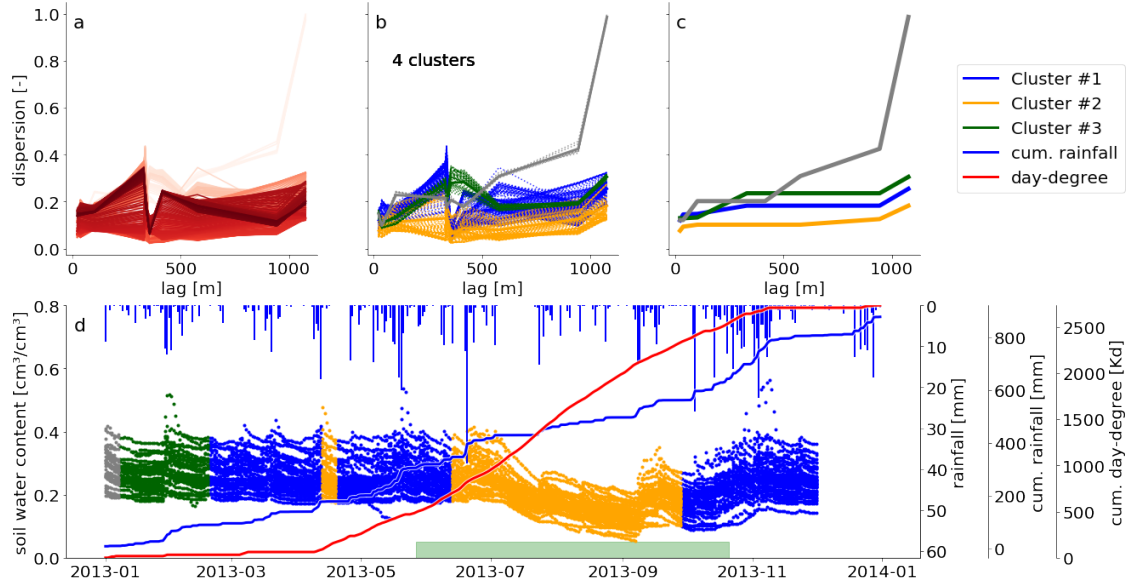 a
b
c
4 clusters
1.0
0.8
0.6
0.4
0.2
0.0
dispersion [-]
0
500
1000
lag [m]
0
500
1000
lag [m]
0
500
1000
lag [m]
Cluster #1
Cluster #2
Cluster #3
cum. rainfall
day-degree
d
0.8
0.6
0.4
0.2
0.0
soil water content [cm³/cm³]
0
10
20
30
40
50
60
rainfall [mm]
800
600
400
200
0
cum. rainfall [mm]
2500
2000
1500
1000
500
0
cum. day-degree [Kd]
2013-01
2013-03
2013-05
2013-07
2013-09
2013-11
2014-01